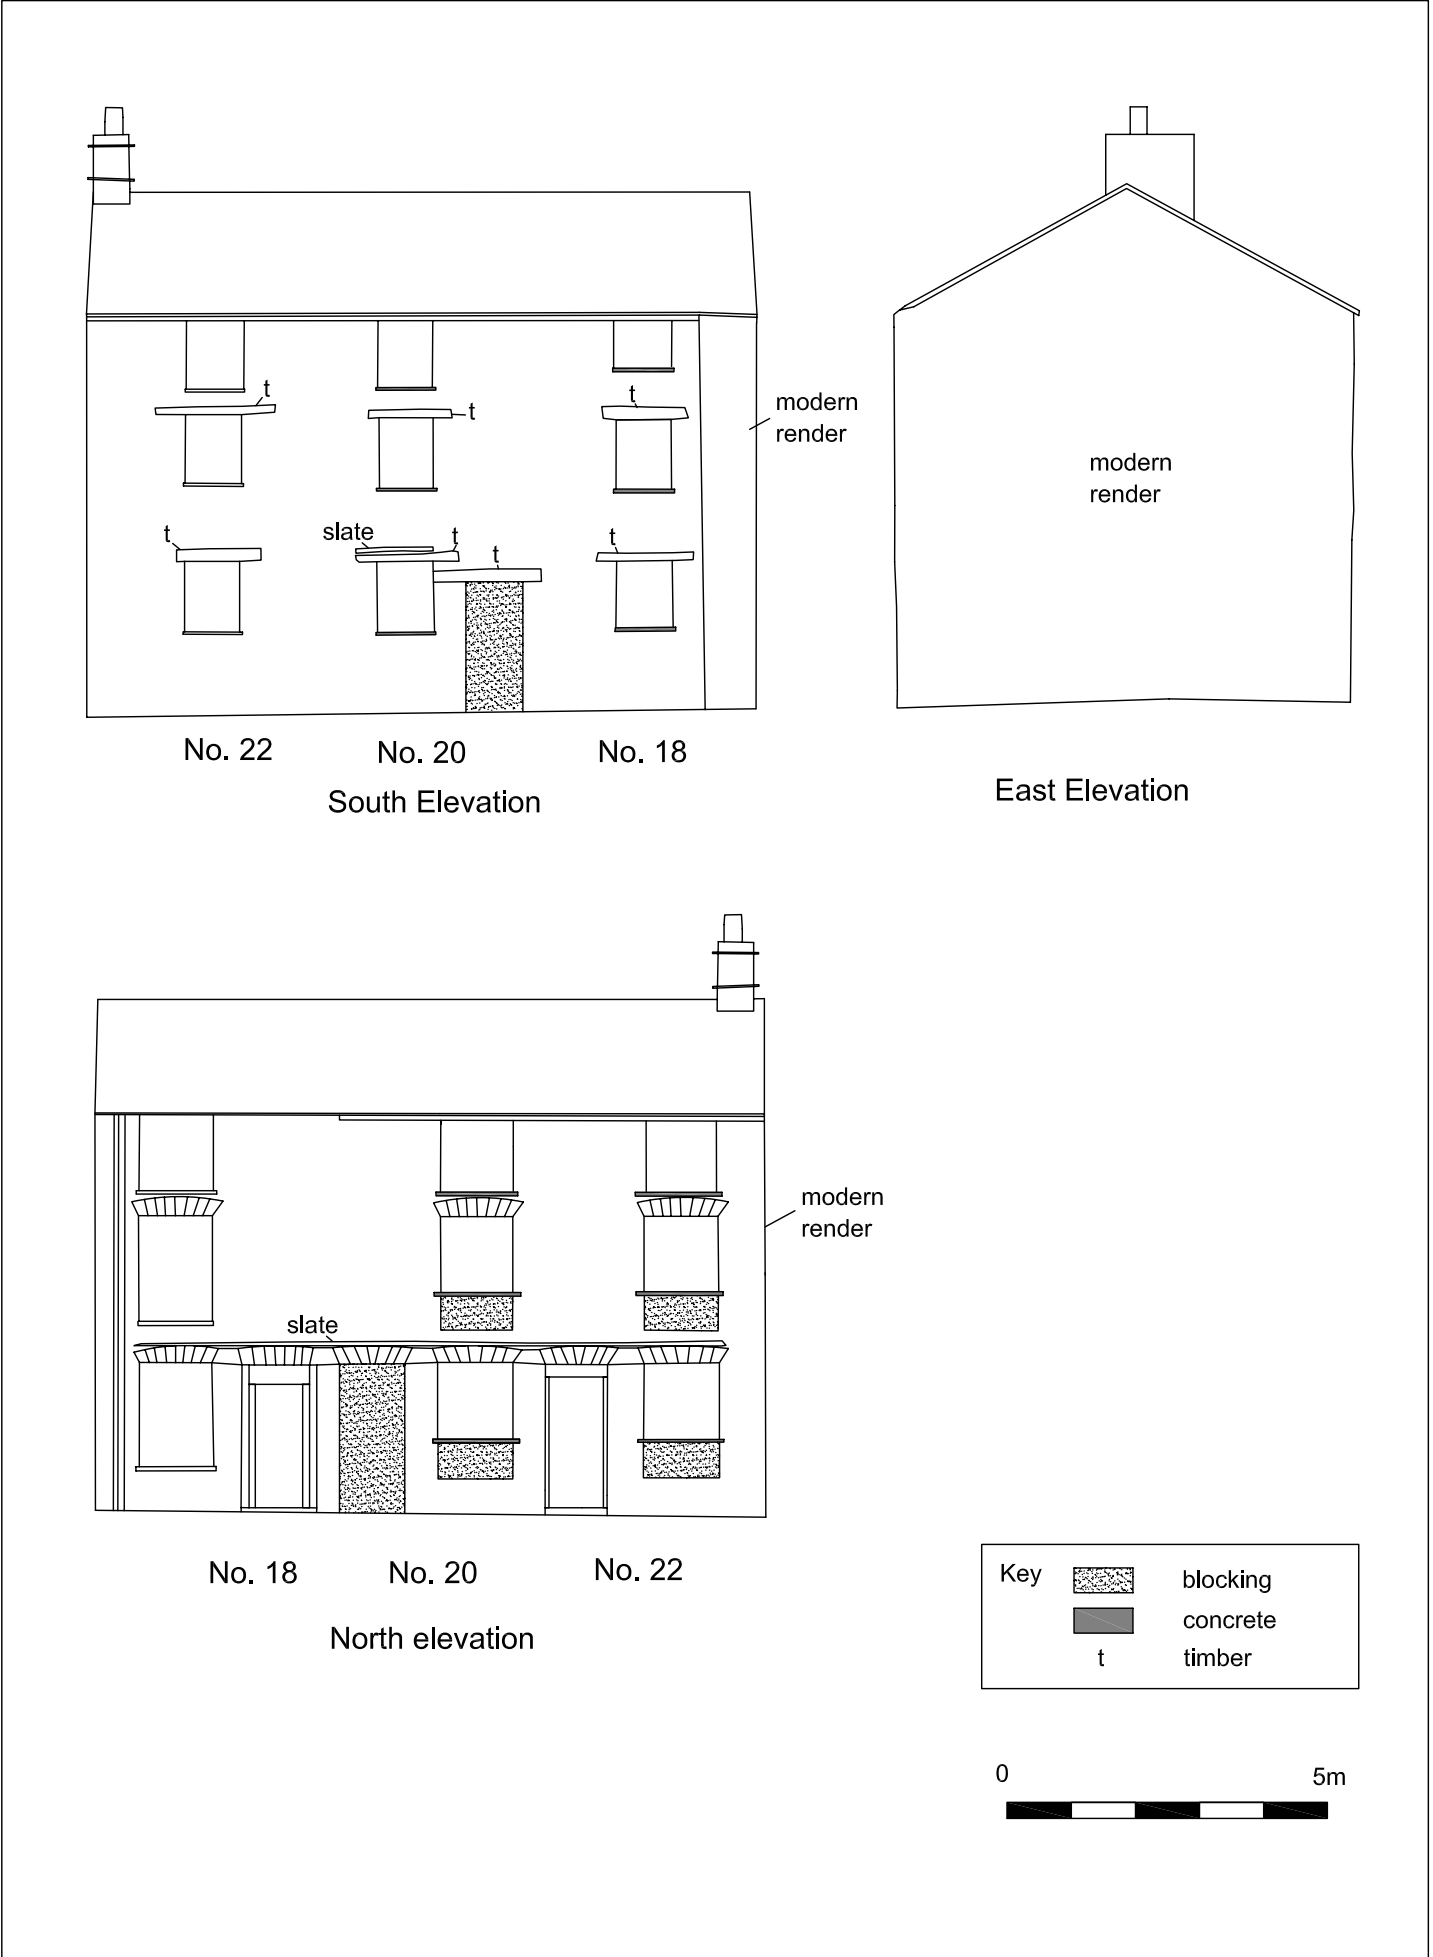 t
t
t
modern
render
t
slate
t
t
t
No. 22
No. 20
No. 18
South Elevation
modern
render
East Elevation
modern
render
slate
No. 18
No. 20
No. 22
North elevation
Key
blocking
concrete
t timber
0 5m